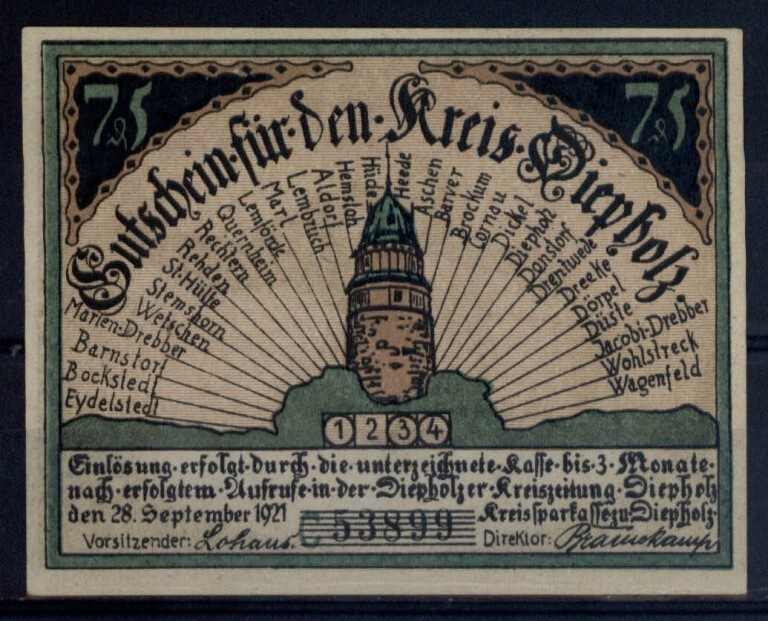 75
75
Gutschein·für·den·Kreis·Diepholz
Eydelstedt
Bockstedt
Barnstorf
Marien-Drebber
Wetschen
Stemshorn
St.Hülfe
Rehden
Rechtern
Quernheim
Lemförde
Marl
Lembruch
Aldorf
Hemsloh
Hüde
Heede
Aschen
Barver
Brockum
Cornau
Dickel
Diepholz
Donstorf
Drentwede
Dreeke
Dörpel
Düste
Jacobi-Drebber
Wohlstreck
Wagenfeld
1 2 3 4
Einlösung·erfolgt·durch·die·unterzeichnete·Kasse·bis·3·Monate·
nach·erfolgtem·Aufrufe·in·der·Diepholzer·Kreiszeitung·Diepholz
den 28. September 1921 C 53899 Kreissparkasse·zu·Diepholz
Vorsitzender: Lohaus. Direktor: